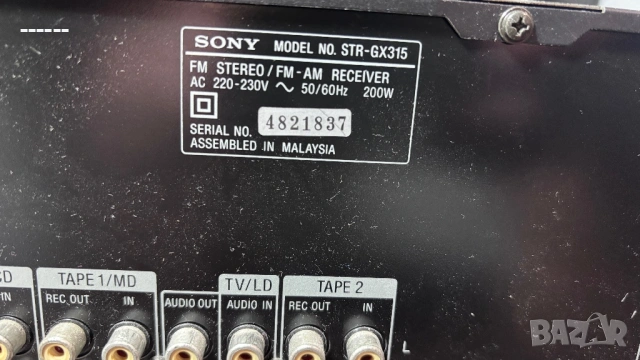 SONY MODEL NO. STR-GX315
FM STEREO/FM-AM RECEIVER
AC 220-230V ~ 50/60Hz 200W
SERIAL NO. 4821837
ASSEMBLED IN MALAYSIA
CD TAPE 1/MD TV/LD TAPE 2
IN REC OUT IN AUDIO OUT AUDIO IN REC OUT IN
L
BAZAR